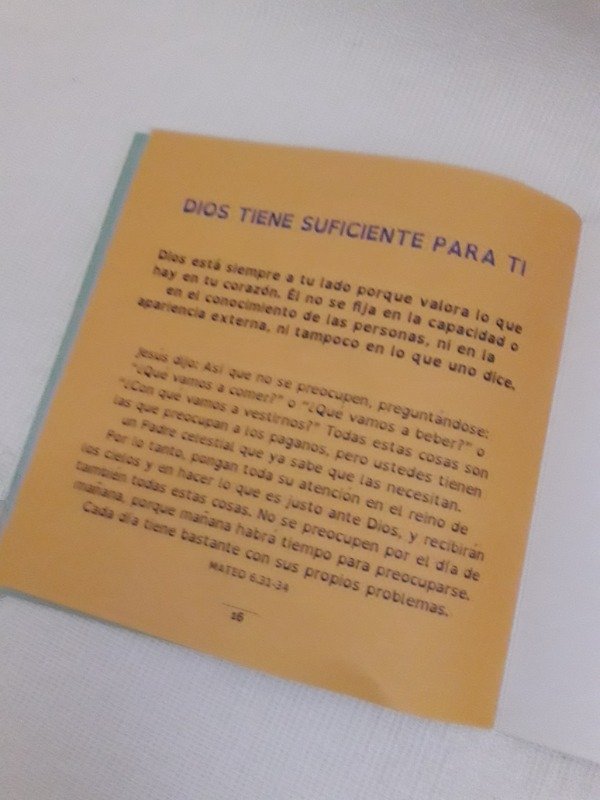 DIOS TIENE SUFICIENTE PARA TI
Dios está siempre a tu lado porque valora lo que
hay en tu corazón. Él no se fija en la capacidad o
en el conocimiento de las personas, ni en la
apariencia externa, ni tampoco en lo que uno dice.
Jesús dijo: Así que no se preocupen, preguntándose:
“¿Qué vamos a comer?” o “¿Qué vamos a beber?” o
“¿Con qué vamos a vestirnos?” Todas estas cosas son
las que preocupan a los paganos, pero ustedes tienen
un Padre celestial que ya sabe que las necesitan.
Por lo tanto, pongan toda su atención en el reino de
los cielos y en hacer lo que es justo ante Dios, y recibirán
también todas estas cosas. No se preocupen por el día de
mañana, porque mañana habrá tiempo para preocuparse.
Cada día tiene bastante con sus propios problemas.
MATEO 6.31-34
16